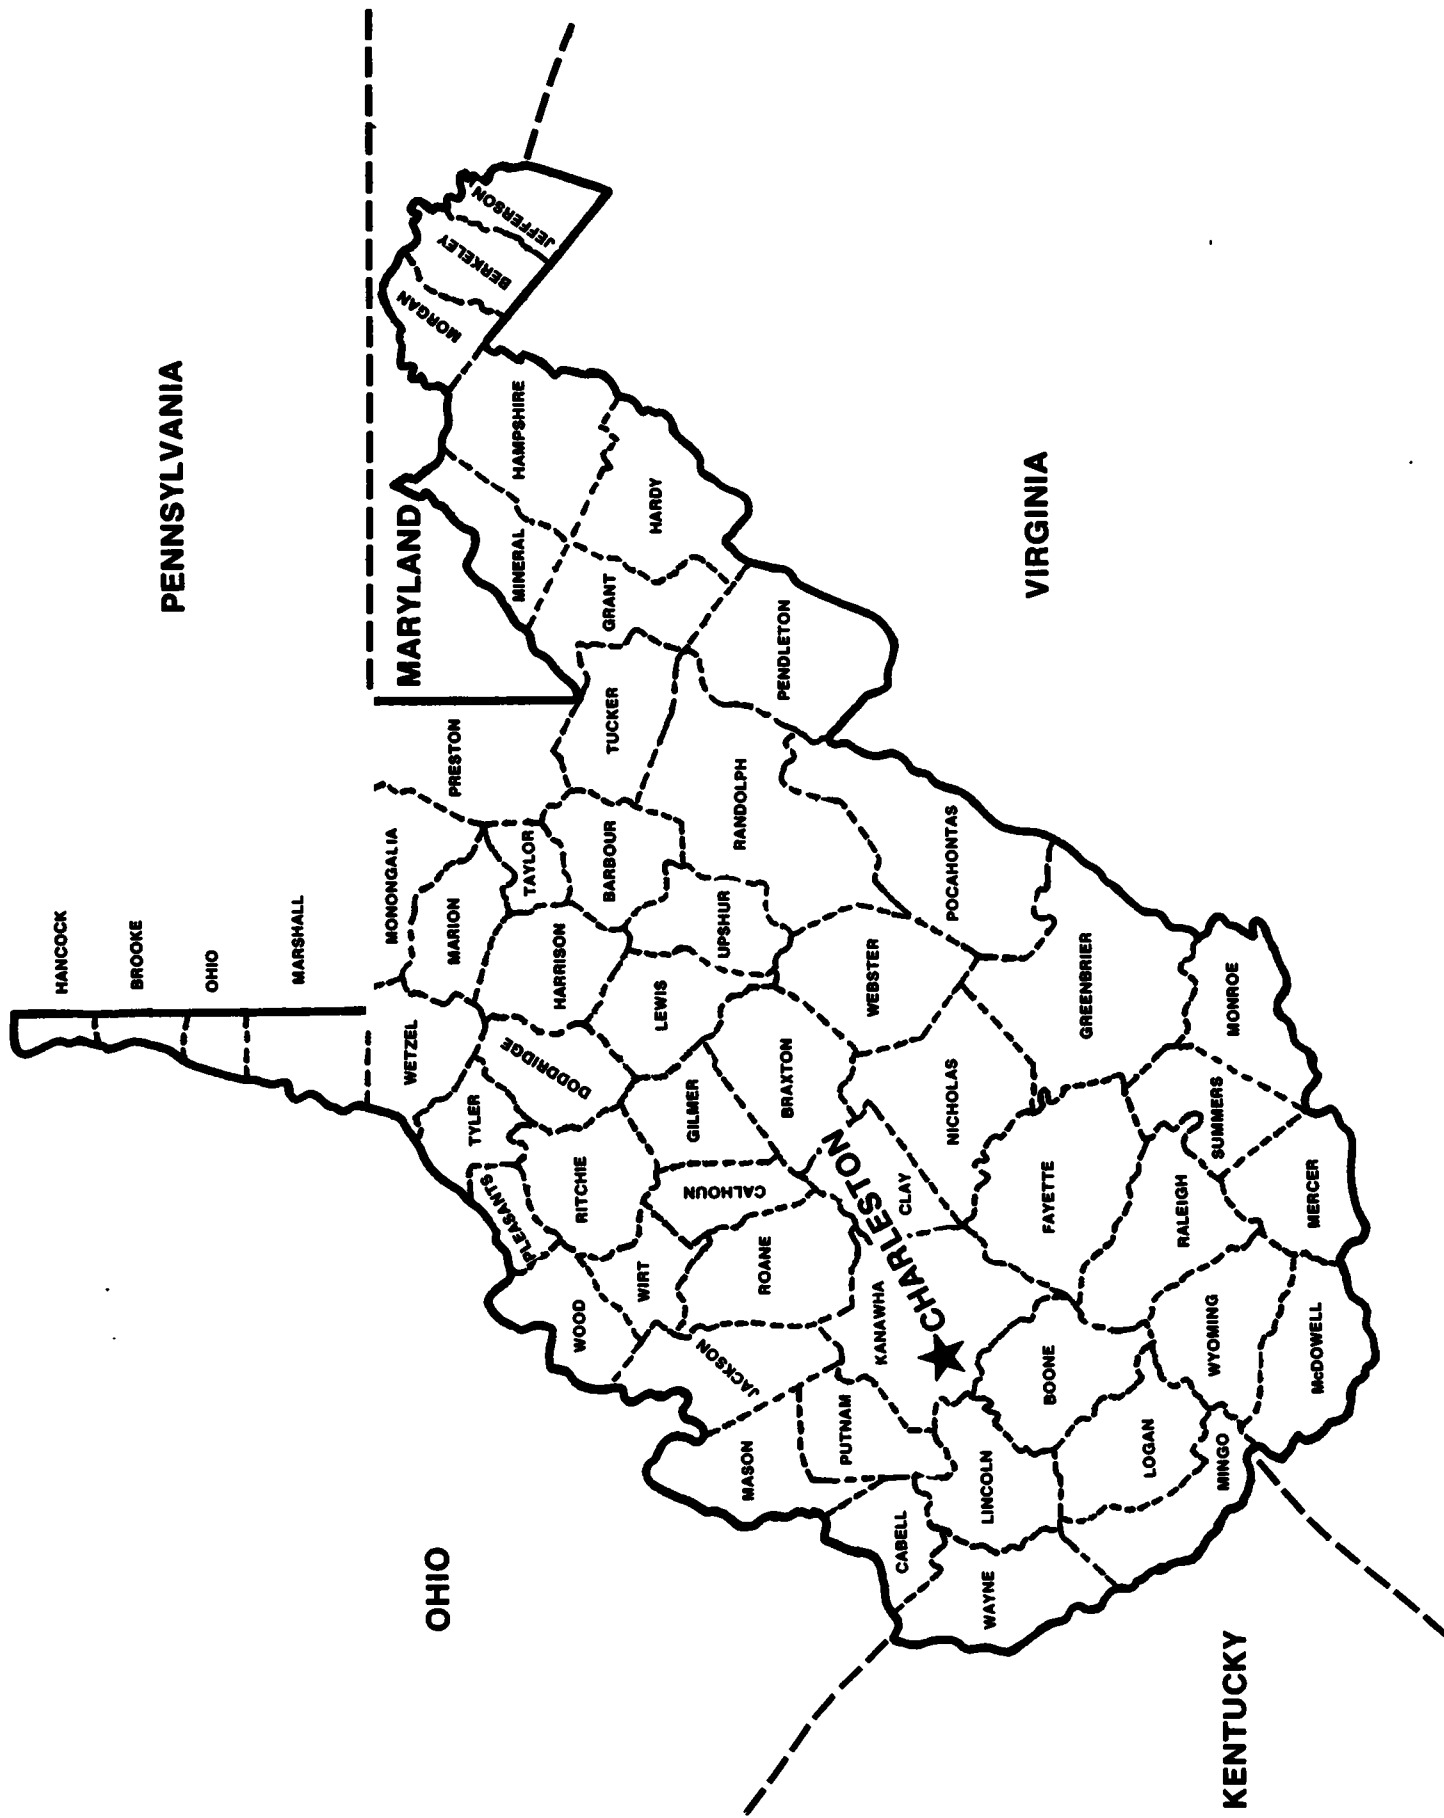 HANCOCK
BROOKE
OHIO
MARSHALL
PENNSYLVANIA
MARYLAND
OHIO
WETZEL
MONONGALIA
MARION
PRESTON
MORGAN
BERKELEY
JEFFERSON
HAMPSHIRE
MINERAL
TYLER
PLEASANTS
DODDRIDGE
HARRISON
TAYLOR
BARBOUR
TUCKER
GRANT
HARDY
WOOD
RITCHIE
WIRT
GILMER
LEWIS
UPSHUR
RANDOLPH
PENDLETON
JACKSON
ROANE
CALHOUN
BRAXTON
WEBSTER
POCAHONTAS
VIRGINIA
MASON
PUTNAM
KANAWHA
CHARLESTON
CLAY
NICHOLAS
GREENBRIER
CABELL
LINCOLN
WAYNE
BOONE
FAYETTE
SUMMERS
MONROE
LOGAN
MINGO
WYOMING
RALEIGH
McDOWELL
MERCER
KENTUCKY